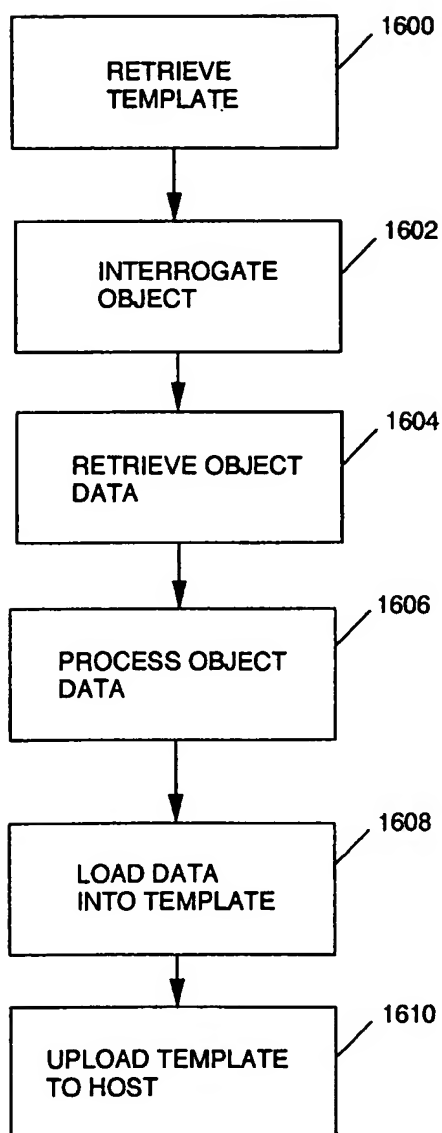 1600
RETRIEVE
TEMPLATE
1602
INTERROGATE
OBJECT
1604
RETRIEVE OBJECT
DATA
1606
PROCESS OBJECT
DATA
1608
LOAD DATA
INTO TEMPLATE
1610
UPLOAD TEMPLATE
TO HOST